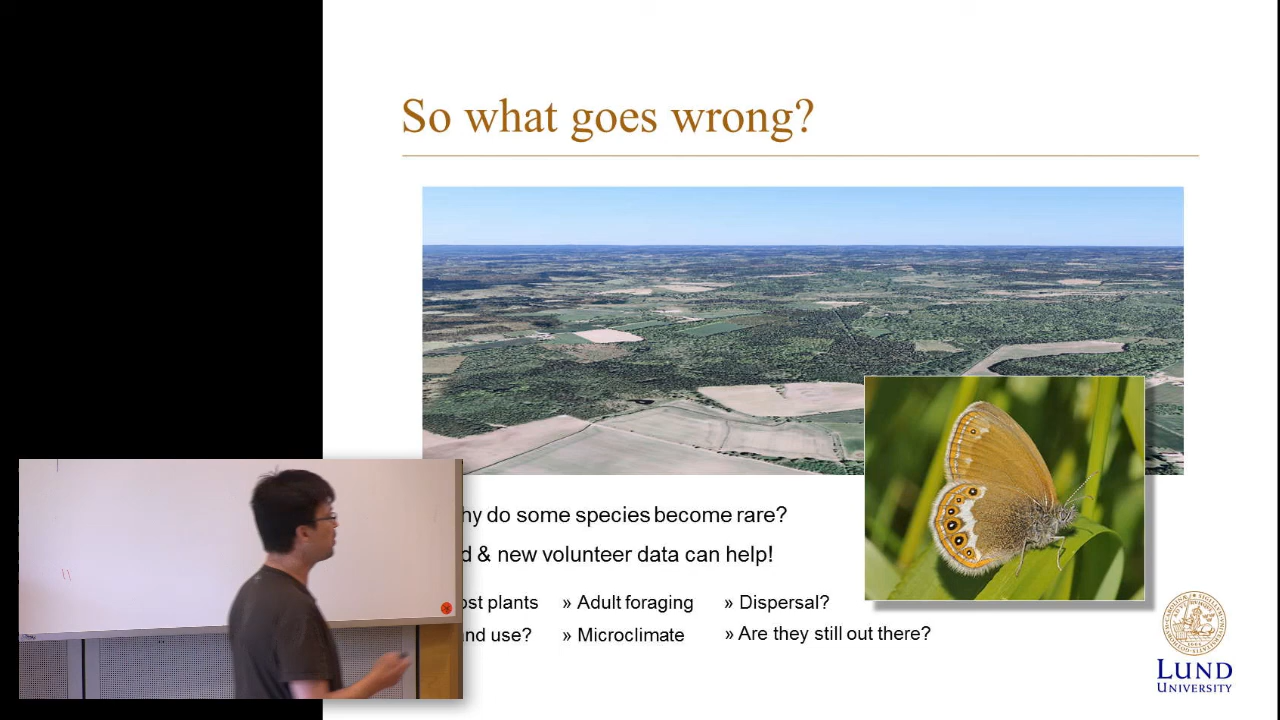 So what goes wrong?
hy do some species become rare?
d & new volunteer data can help!
ost plants » Adult foraging » Dispersal?
nd use? » Microclimate » Are they still out there?
LUND
UNIVERSITY